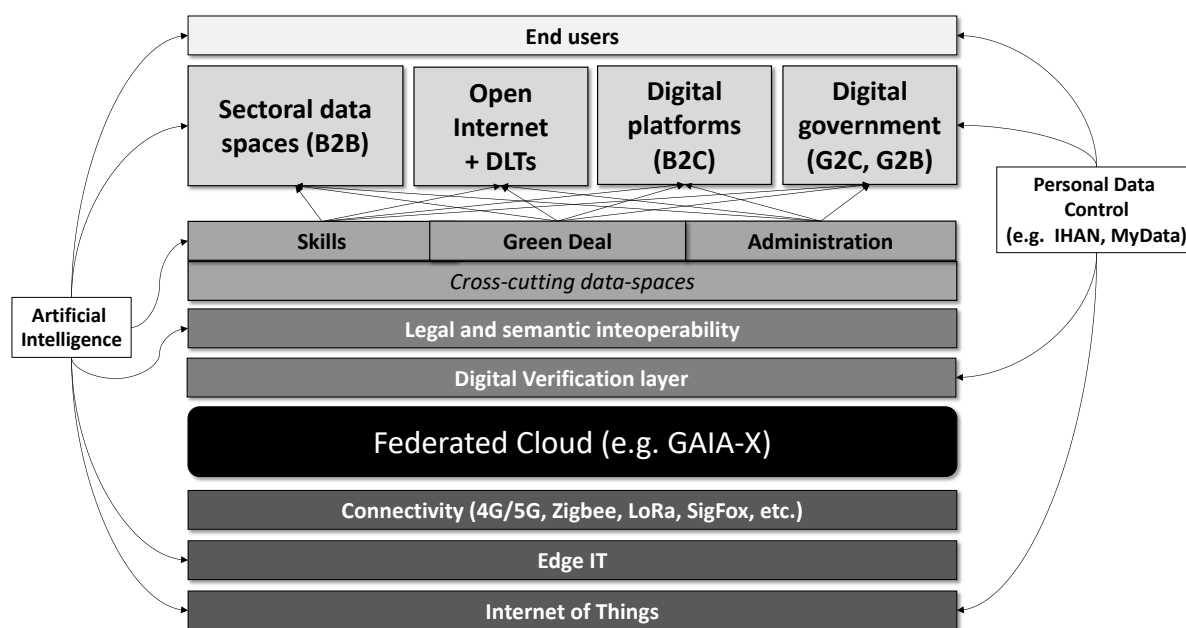 End users
Sectoral data
spaces (B2B)
Open
Internet
+ DLTs
Digital
platforms
(B2C)
Digital
government
(G2C, G2B)
Personal Data
Control
(e.g. IHAN, MyData)
Skills
Green Deal
Administration
Cross-cutting data-spaces
Artificial
Intelligence
Legal and semantic inteoperability
Digital Verification layer
Federated Cloud (e.g. GAIA-X)
Connectivity (4G/5G, Zigbee, LoRa, SigFox, etc.)
Edge IT
Internet of Things